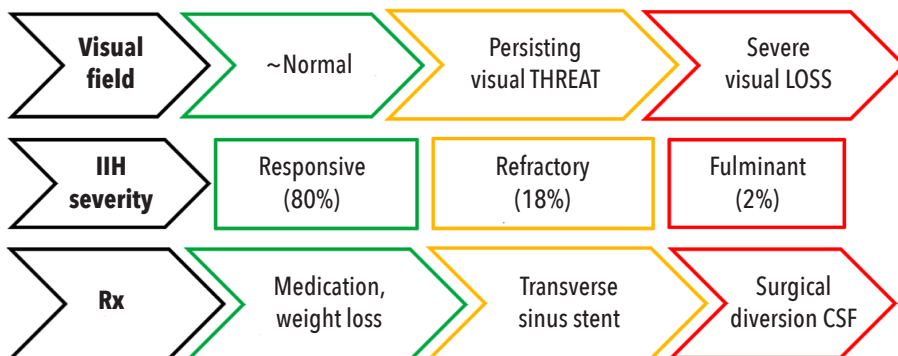 Visual
field
~Normal
Persisting
visual THREAT
Severe
visual LOSS
IIH
severity
Responsive
(80%)
Refractory
(18%)
Fulminant
(2%)
Rx
Medication,
weight loss
Transverse
sinus stent
Surgical
diversion CSF